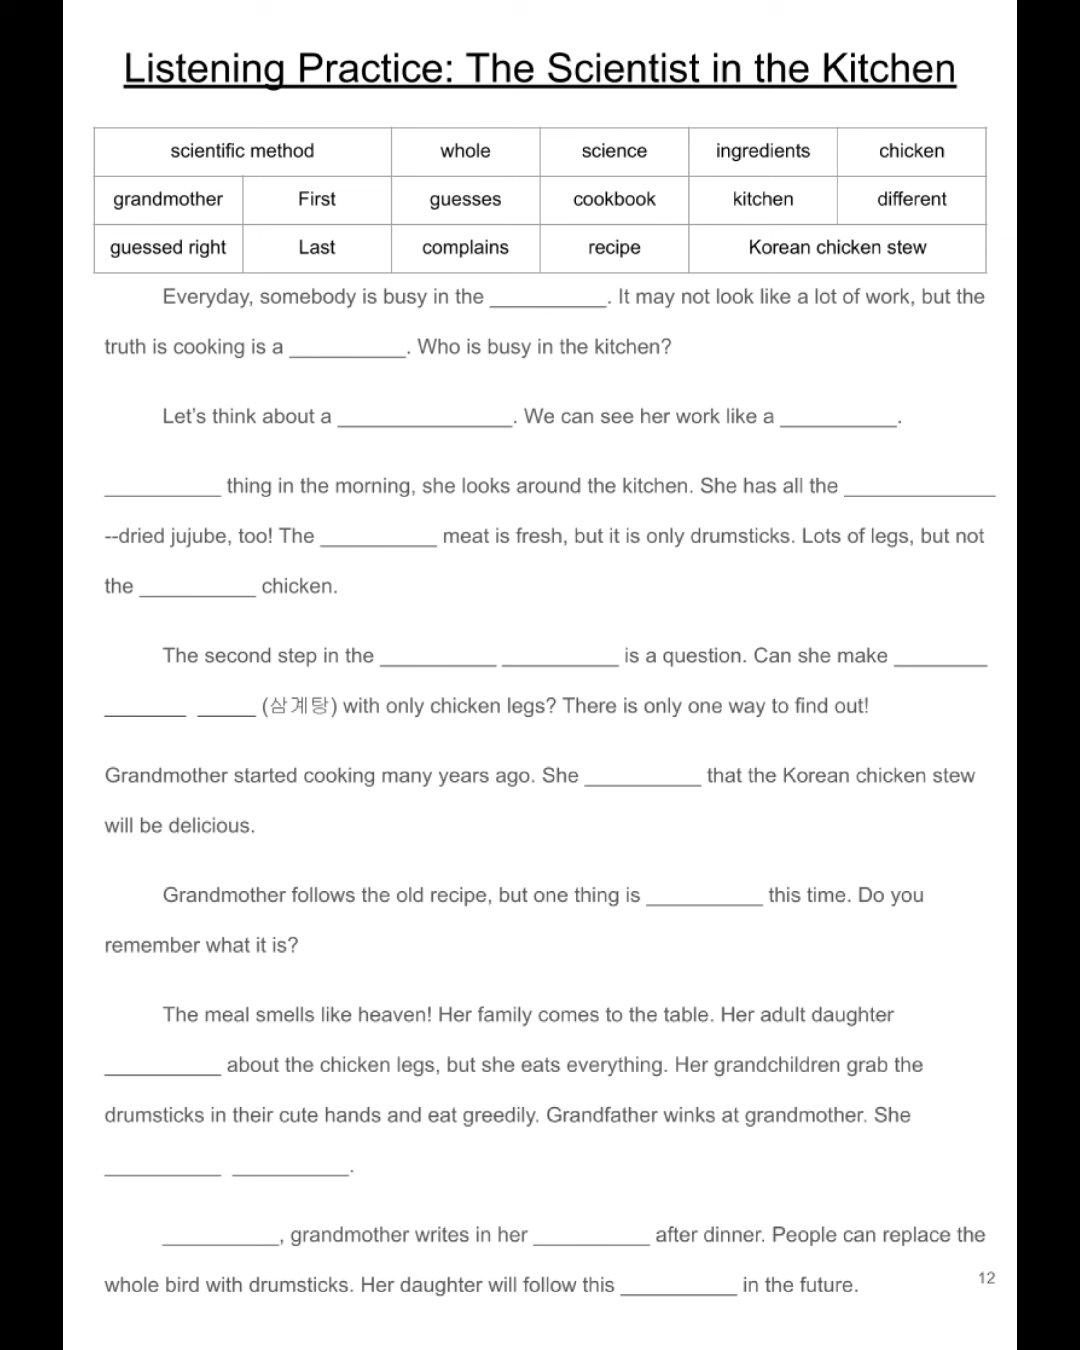 Listening Practice: The Scientist in the Kitchen
scientific method whole science ingredients chicken
grandmother First guesses cookbook kitchen different
guessed right Last complains recipe Korean chicken stew
Everyday, somebody is busy in the __________. It may not look like a lot of work, but the
truth is cooking is a __________. Who is busy in the kitchen?
Let’s think about a _______________. We can see her work like a __________.
__________ thing in the morning, she looks around the kitchen. She has all the _____________
--dried jujube, too! The __________ meat is fresh, but it is only drumsticks. Lots of legs, but not
the __________ chicken.
The second step in the __________ __________ is a question. Can she make ________
_______ _____ (삼계탕) with only chicken legs? There is only one way to find out!
Grandmother started cooking many years ago. She __________ that the Korean chicken stew
will be delicious.
Grandmother follows the old recipe, but one thing is __________ this time. Do you
remember what it is?
The meal smells like heaven! Her family comes to the table. Her adult daughter
__________ about the chicken legs, but she eats everything. Her grandchildren grab the
drumsticks in their cute hands and eat greedily. Grandfather winks at grandmother. She
__________ __________.
__________, grandmother writes in her __________ after dinner. People can replace the
whole bird with drumsticks. Her daughter will follow this __________ in the future.
12